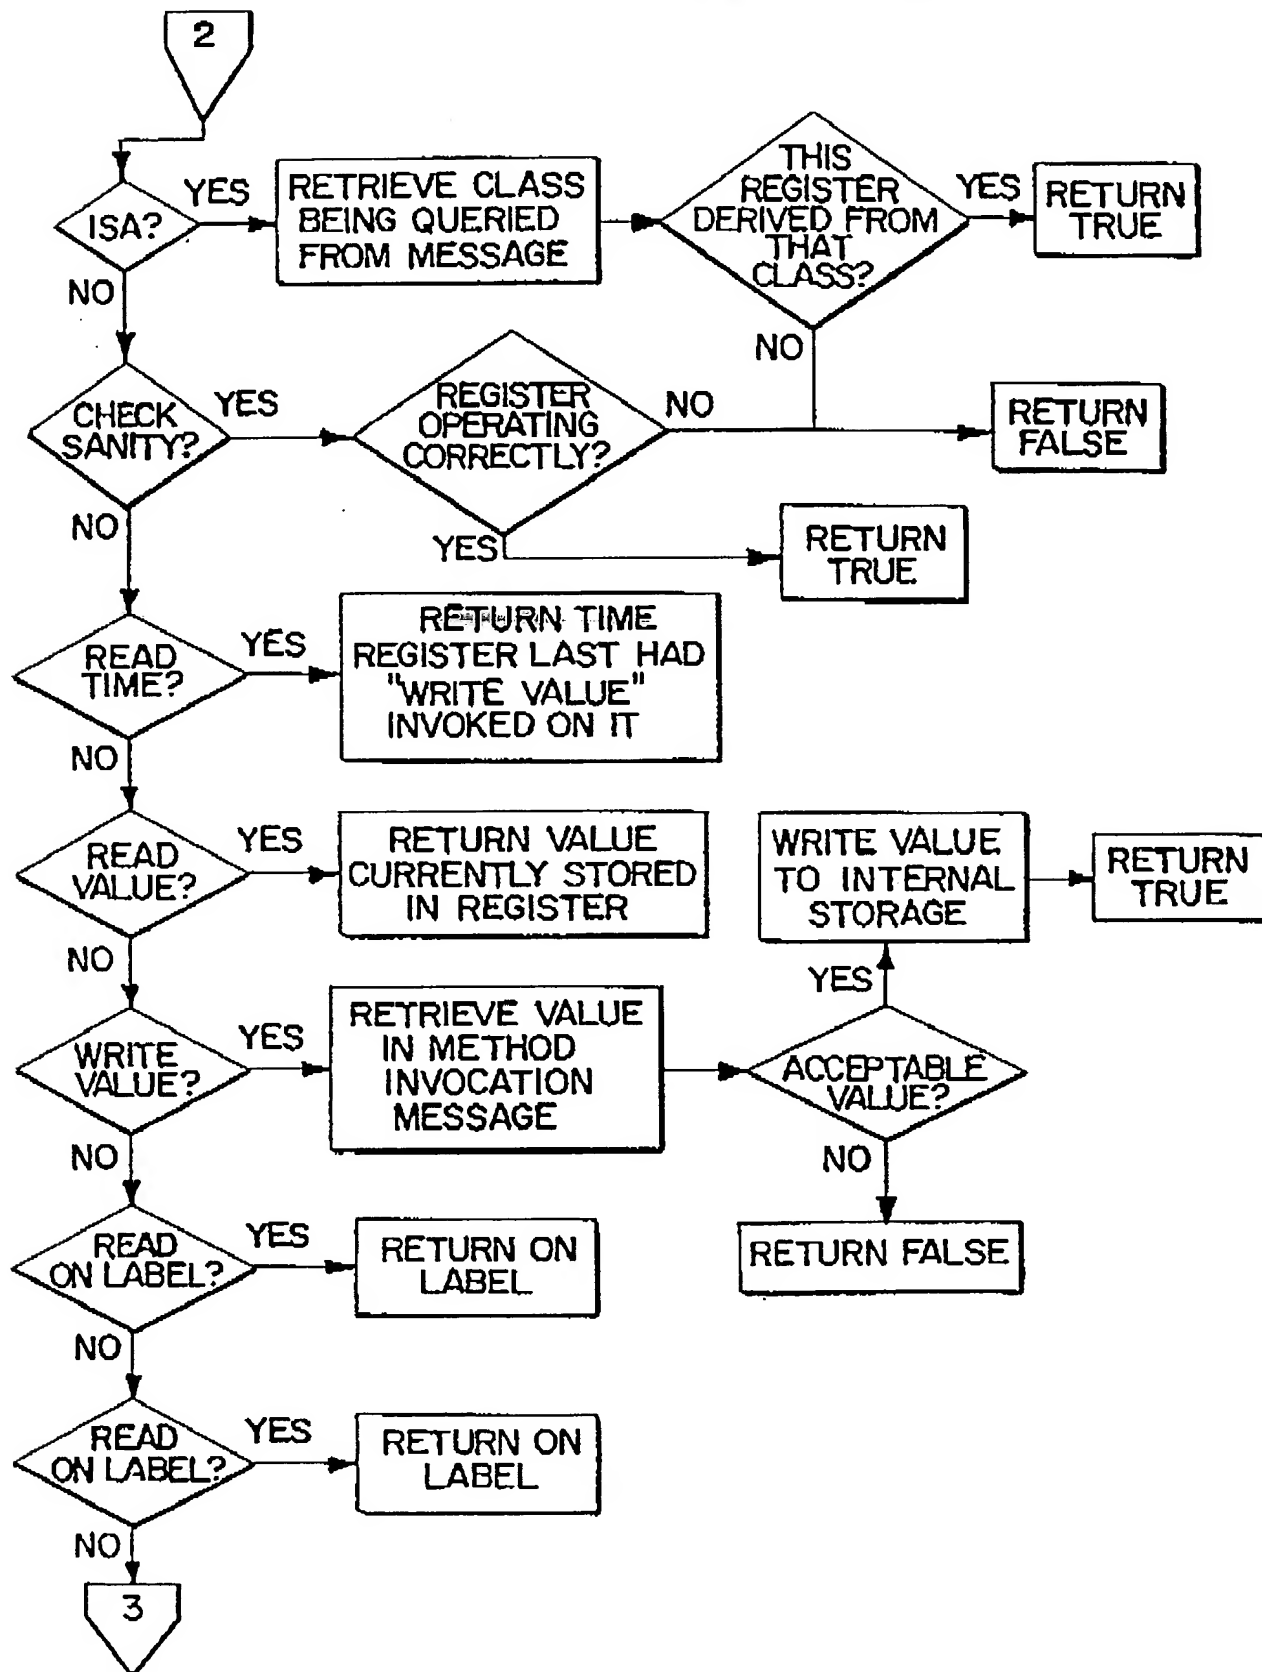 2
ISA?
YES
RETRIEVE CLASS
BEING QUERIED
FROM MESSAGE
THIS
REGISTER
DERIVED FROM
THAT
CLASS?
YES
RETURN
TRUE
NO
NO
CHECK
SANITY?
YES
REGISTER
OPERATING
CORRECTLY?
NO
RETURN
FALSE
YES
RETURN
TRUE
NO
READ
TIME?
YES
RETURN TIME
REGISTER LAST HAD
"WRITE VALUE"
INVOKED ON IT
NO
READ
VALUE?
YES
RETURN VALUE
CURRENTLY STORED
IN REGISTER
NO
WRITE
VALUE?
YES
RETRIEVE VALUE
IN METHOD
INVOCATION
MESSAGE
ACCEPTABLE
VALUE?
YES
WRITE VALUE
TO INTERNAL
STORAGE
RETURN
TRUE
NO
RETURN FALSE
NO
READ
ON LABEL?
YES
RETURN ON
LABEL
NO
READ
ON LABEL?
YES
RETURN ON
LABEL
NO
3